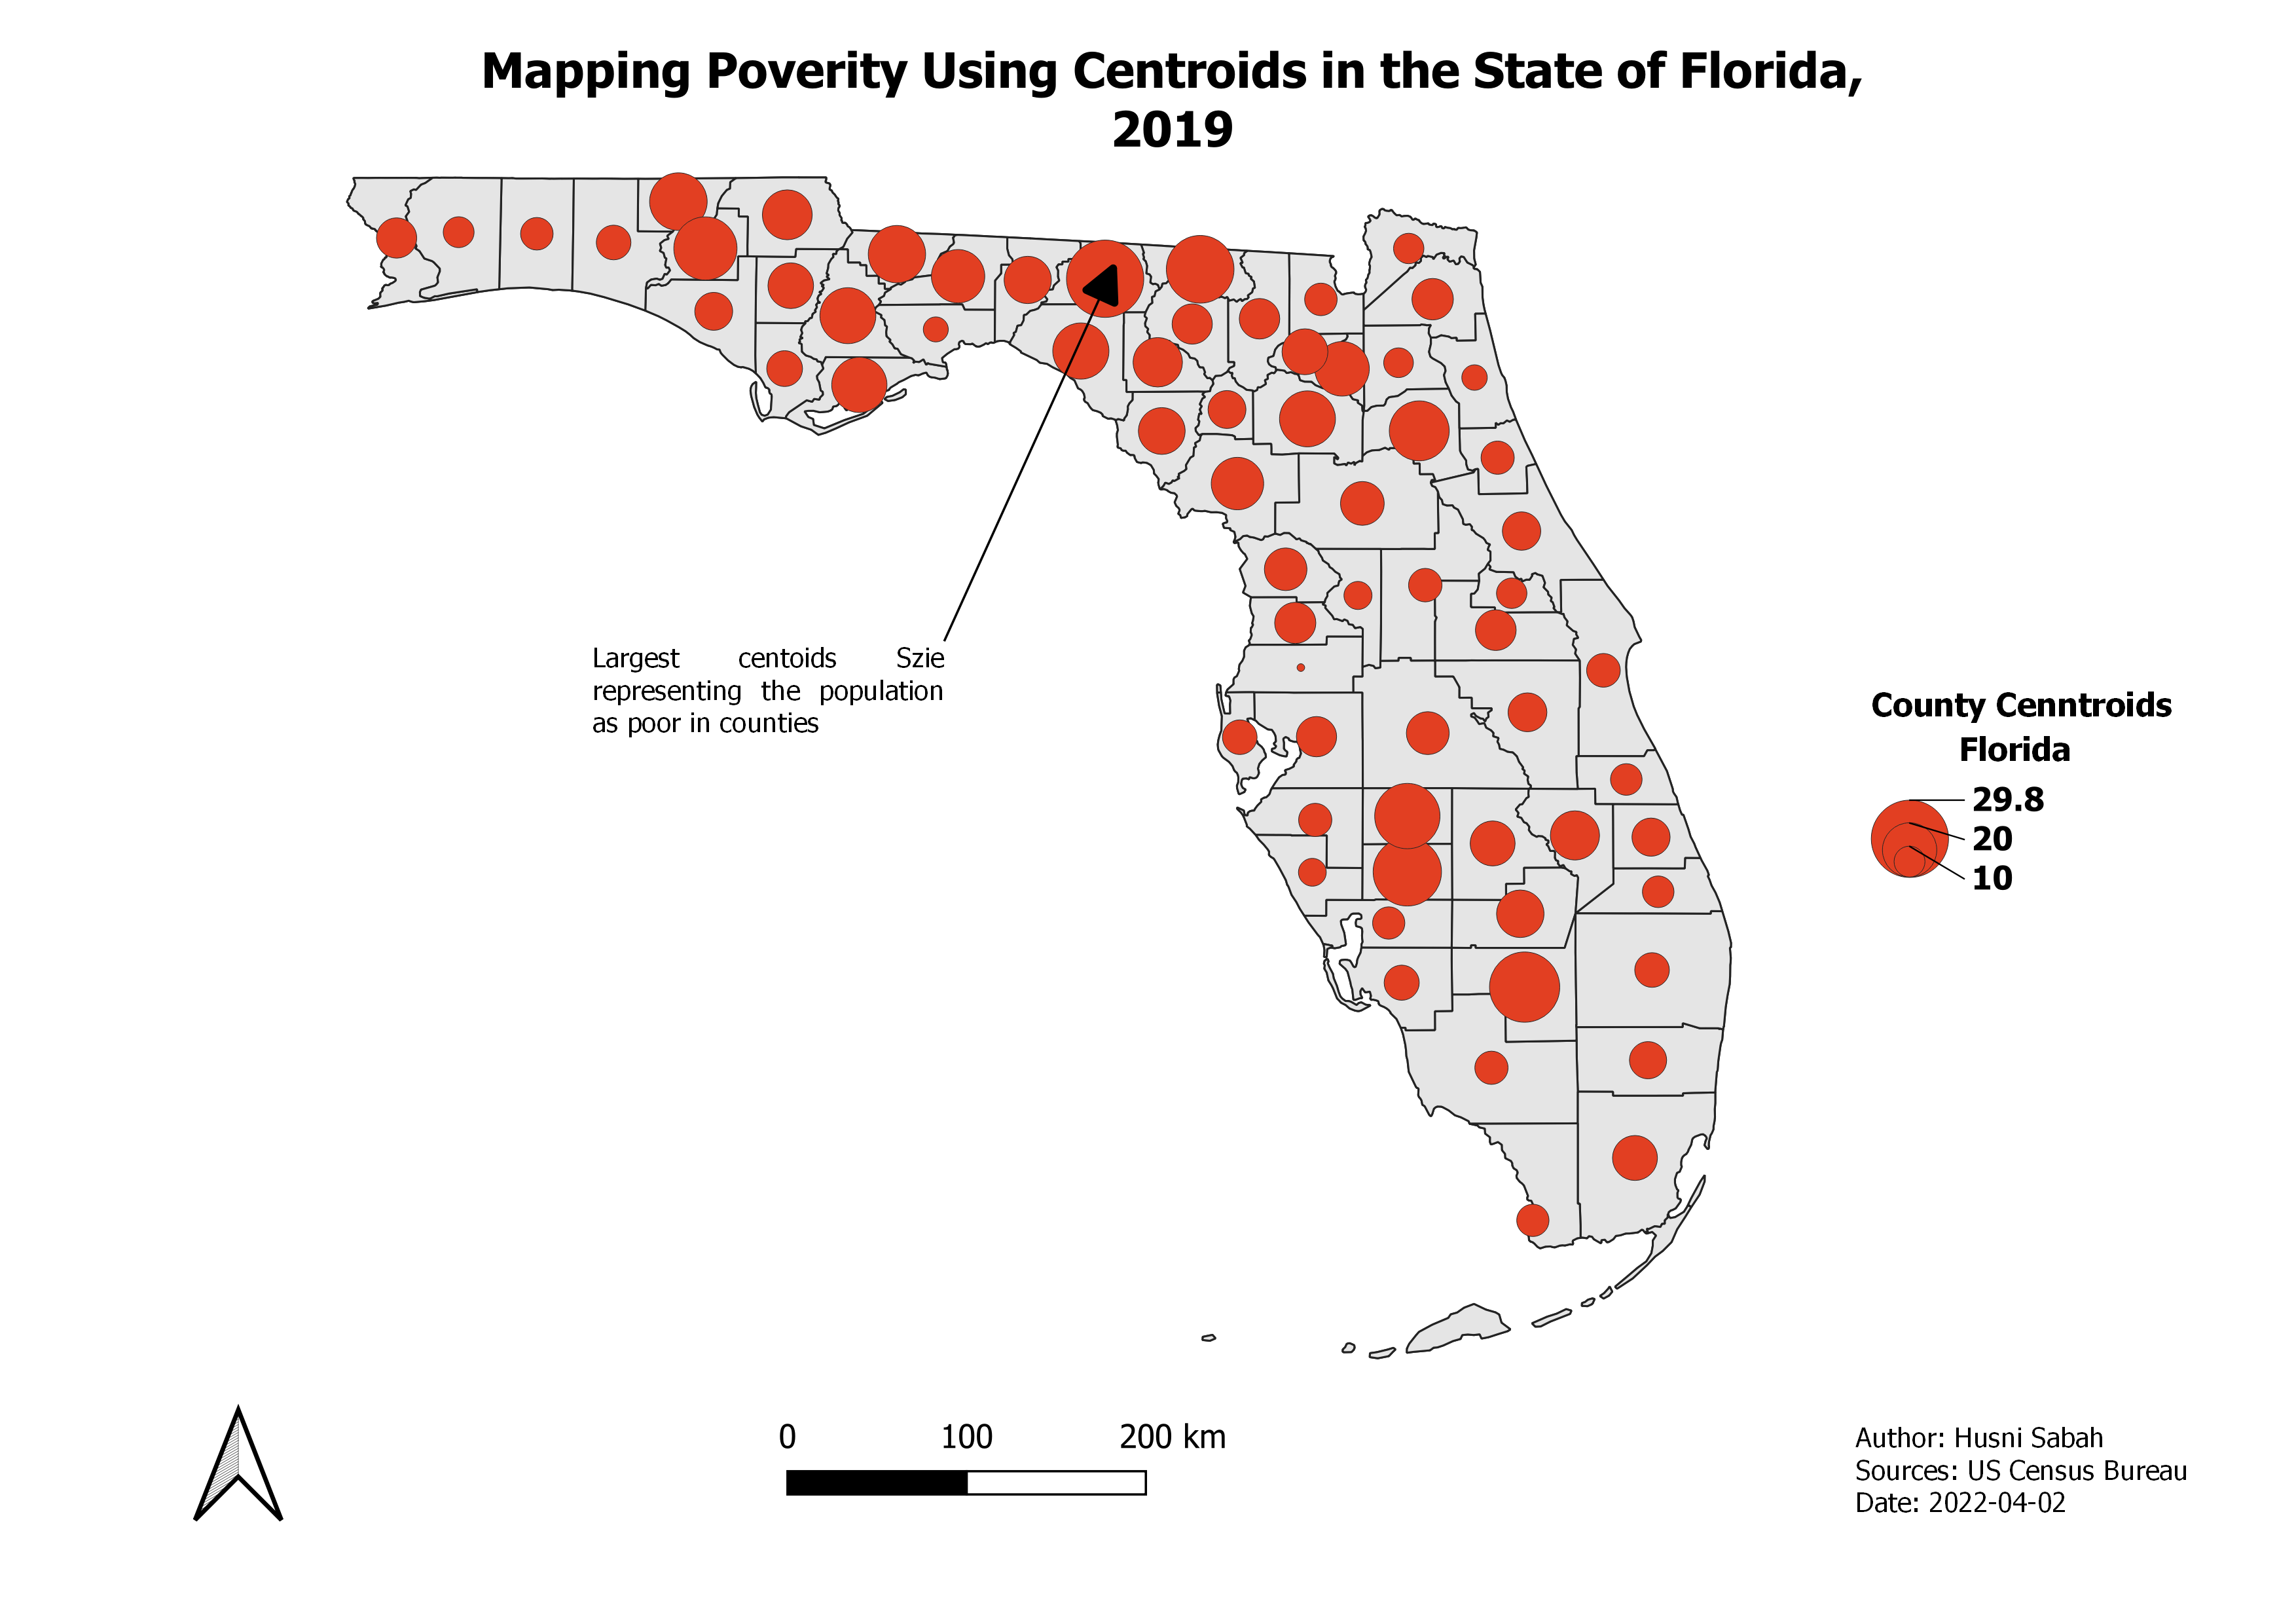 Mapping Poverity Using Centroids in the State of Florida,
2019
Largest centoids Szie
representing the population
as poor in counties
County Cenntroids
Florida
29.8
20
10
0 100 200 km
Author: Husni Sabah
Sources: US Census Bureau
Date: 2022-04-02